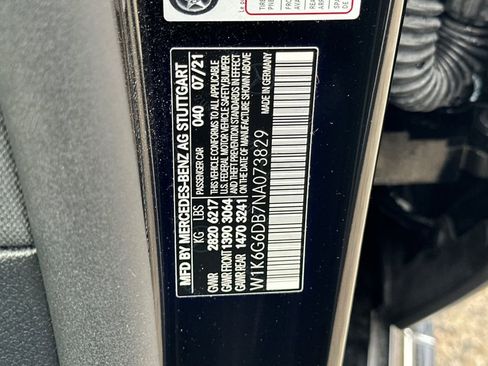 MFD BY MERCEDES-BENZ AG STUTTGART
PASSENGER CAR 040 07/21
KG LBS
GVWR 2820 6217 THIS VEHICLE CONFORMS TO ALL APPLICABLE
GAWR FRONT 1390 3064 U.S. FEDERAL MOTOR VEHICLE SAFETY, BUMPER
GAWR REAR 1470 3241 AND THEFT PREVENTION STANDARDS IN EFFECT
ON THE DATE OF MANUFACTURE SHOWN ABOVE
W1K6G6DB7NA073829 MADE IN GERMANY